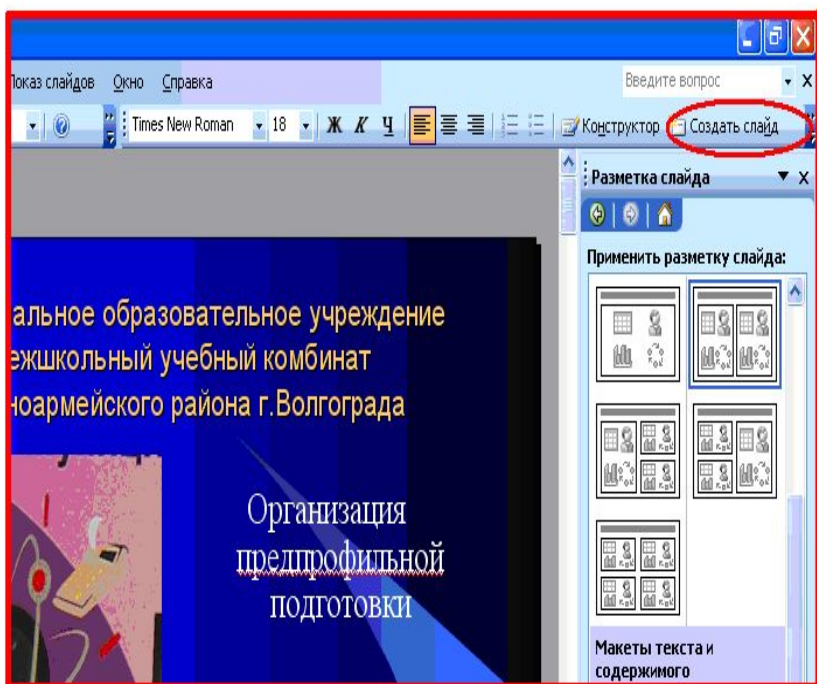 Показ слайдов Окно Справка
Введите вопрос
Times New Roman 18 Ж К Ч Конструктор Создать слайд
Разметка слайда
Применить разметку слайда:
альное образовательное учреждение
ежшкольный учебный комбинат
ноармейского района г.Волгограда
Организация
предпрофильной
подготовки
Макеты текста и
содержимого